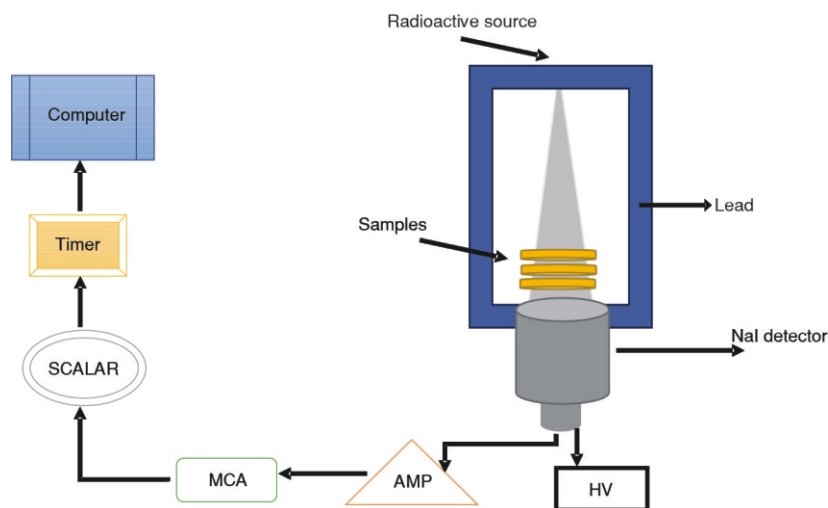 Radioactive source
Computer
Lead
Samples
Timer
NaI detector
SCALAR
MCA
AMP
HV